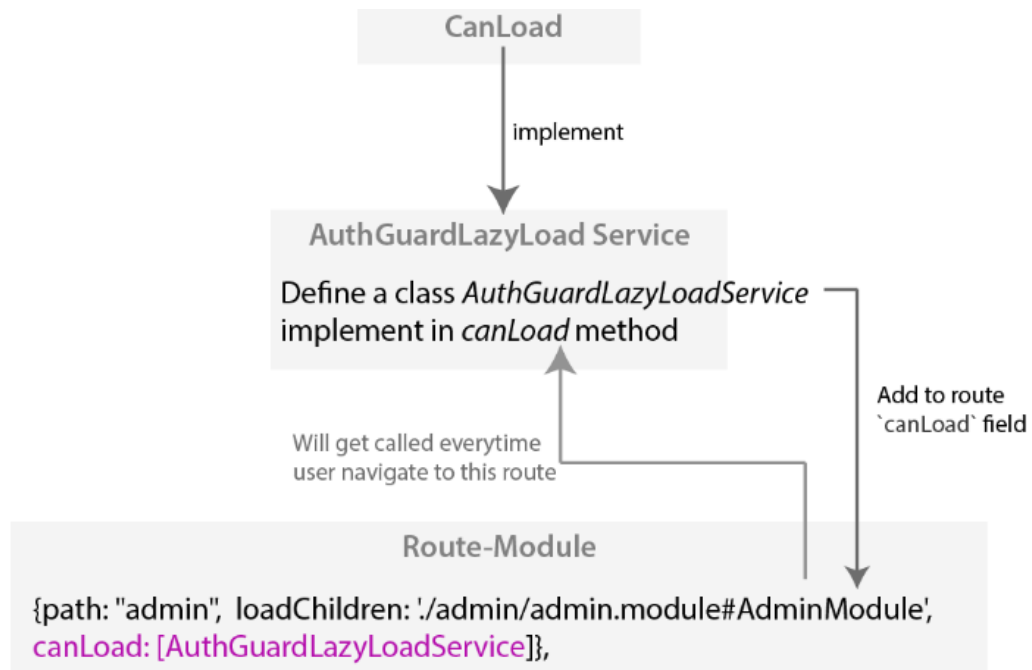 CanLoad
implement
AuthGuardLazyLoad Service
Define a class AuthGuardLazyLoadService
implement in canLoad method
Add to route
`canLoad` field
Will get called everytime
user navigate to this route
Route-Module
{path: "admin", loadChildren: './admin/admin.module#AdminModule',
canLoad: [AuthGuardLazyLoadService]},